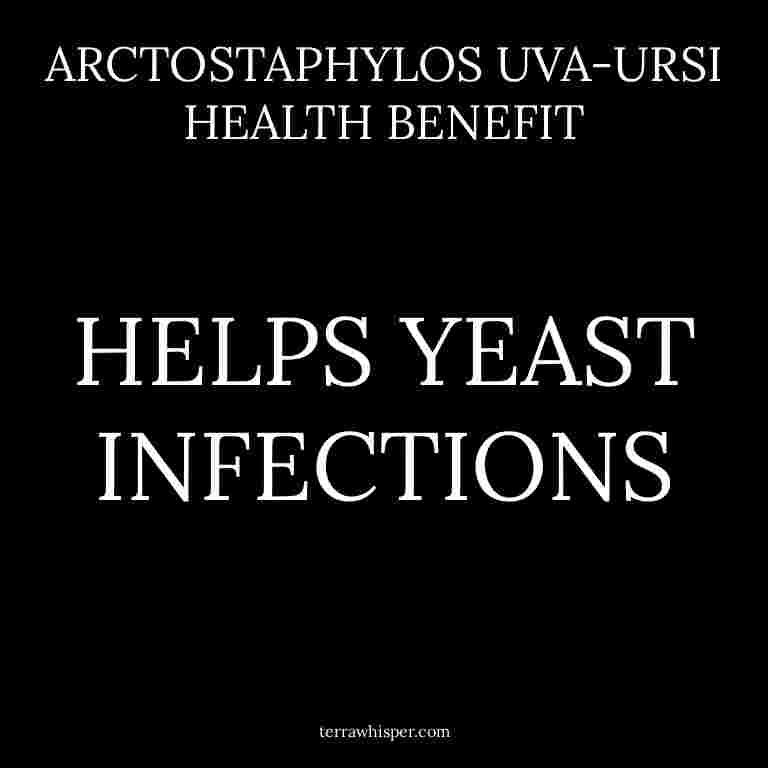 ARCTOSTAPHYLOS UVA-URSI
HEALTH BENEFIT
HELPS YEAST
INFECTIONS
terrawhisper.com